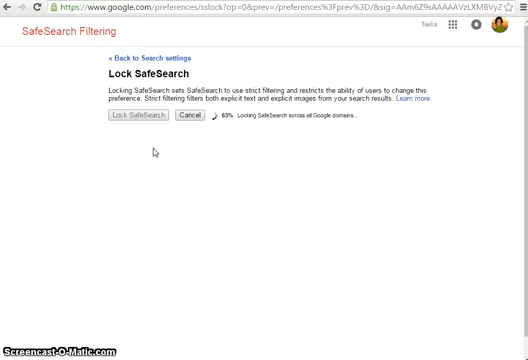 https://www.google.com/preferences/sslock?op=0&prev=/preferences%3Fprev%3D/&sig=AAm6Z9sAAAAAVzLXM8VyZ
SafeSearch Filtering
Nelia
« Back to Search settings
Lock SafeSearch
Locking SafeSearch sets SafeSearch to use strict filtering and restricts the ability of users to change this
preference. Strict filtering filters both explicit text and explicit images from your search results. Learn more
Lock SafeSearch Cancel 63% Locking SafeSearch across all Google domains...
Screencast-O-Matic.com